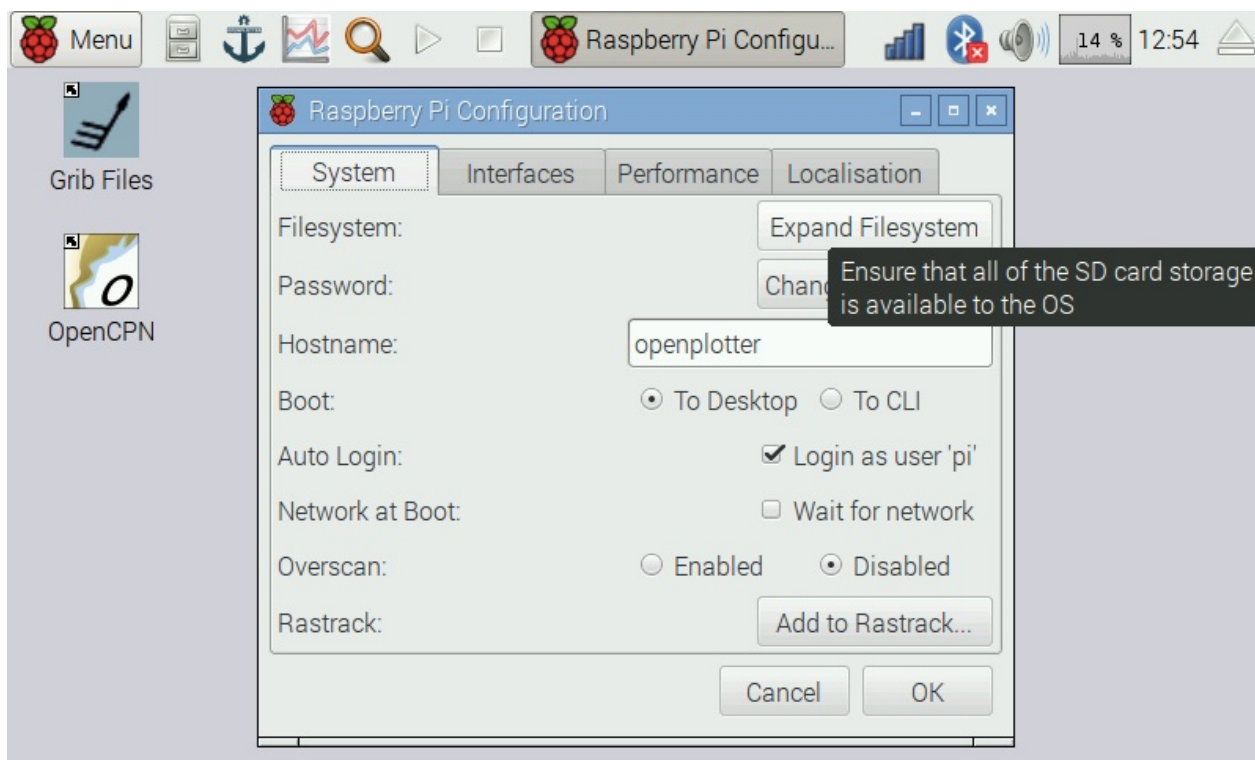 Menu
Raspberry Pi Configu...
14 %
12:54
Grib Files
OpenCPN
Raspberry Pi Configuration
System
Interfaces
Performance
Localisation
Filesystem:
Expand Filesystem
Ensure that all of the SD card storage
is available to the OS
Password:
Chang
Hostname:
openplotter
Boot:
To Desktop
To CLI
Auto Login:
Login as user 'pi'
Network at Boot:
Wait for network
Overscan:
Enabled
Disabled
Rastrack:
Add to Rastrack...
Cancel
OK